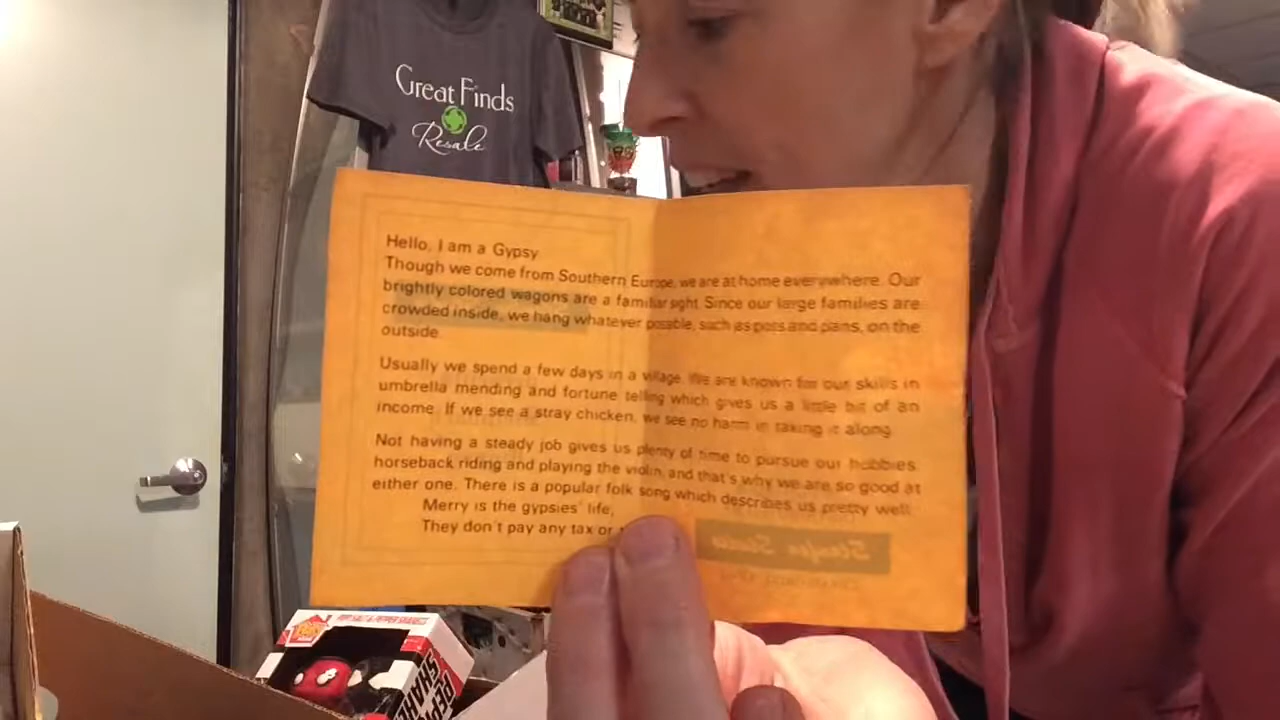 Great Finds
Resale
Hello, I am a Gypsy
Though we come from Southern Europe, we are at home everywhere. Our
brightly colored wagons are a familiar sight. Since our large families are
crowded inside, we hang whatever possible, such as pots and pans, on the
outside.
Usually we spend a few days in a village. We are known for our skills in
umbrella mending and fortune telling which gives us a little bit of an
income. If we see a stray chicken, we see no harm in taking it along.
Not having a steady job gives us plenty of time to pursue our hobbies:
horseback riding and playing the violin, and that's why we are so good at
either one. There is a popular folk song which describes us pretty well:
Merry is the gypsies' life,
They don't pay any tax or